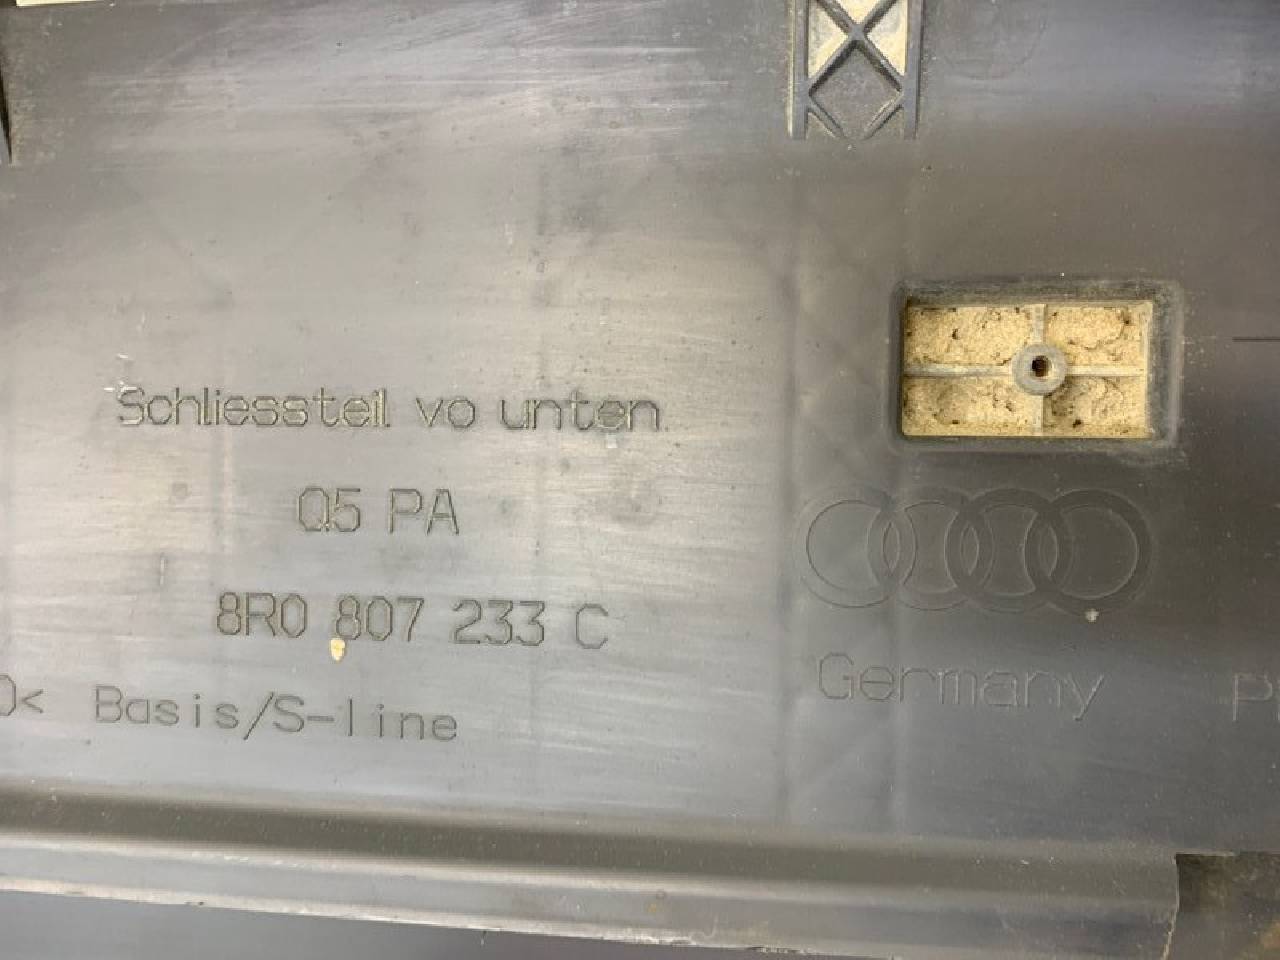 Schliessteil vo unten
Q5 PA
8R0 807 233 C
Basis/S-line
Germany